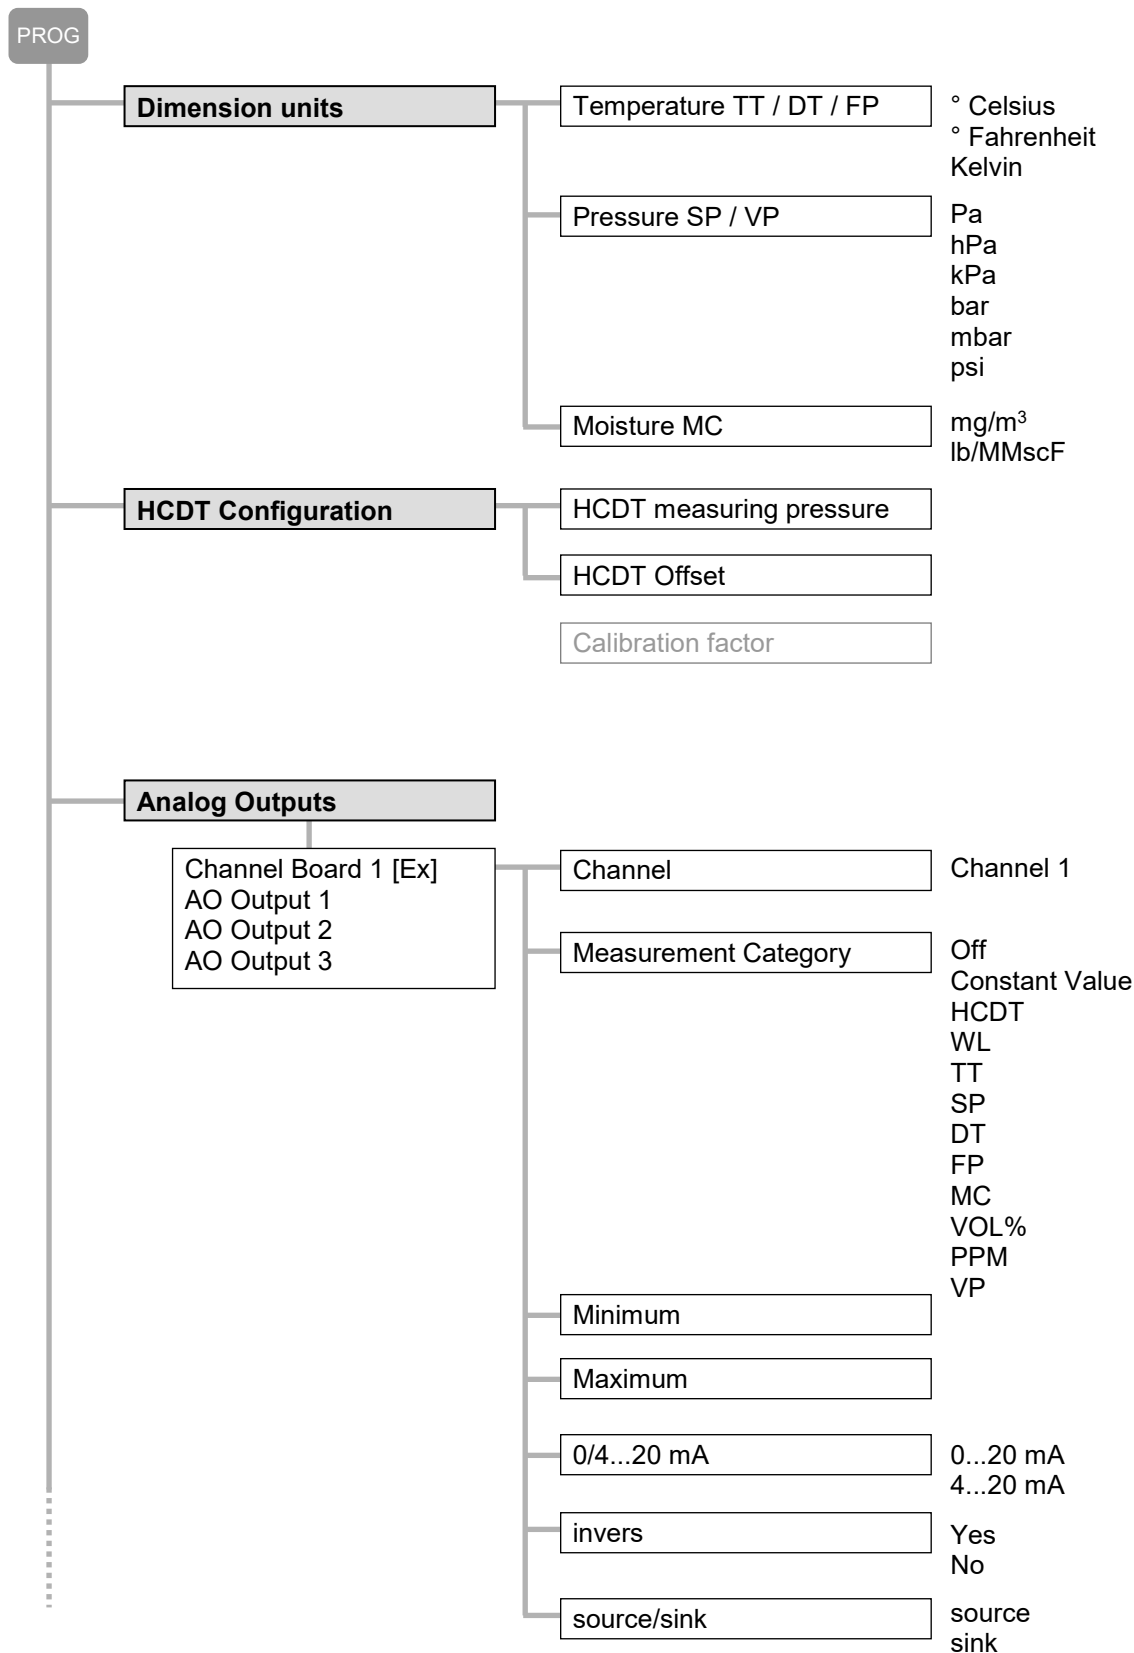 PROG
Dimension units
Temperature TT / DT / FP
° Celsius
° Fahrenheit
Kelvin
Pressure SP / VP
Pa
hPa
kPa
bar
mbar
psi
Moisture MC
mg/m³
lb/MMscF
HCDT Configuration
HCDT measuring pressure
HCDT Offset
Calibration factor
Analog Outputs
Channel Board 1 [Ex]
AO Output 1
AO Output 2
AO Output 3
Channel
Channel 1
Measurement Category
Off
Constant Value
HCDT
WL
TT
SP
DT
FP
MC
VOL%
PPM
VP
Minimum
Maximum
0/4...20 mA
0...20 mA
4...20 mA
invers
Yes
No
source/sink
source
sink